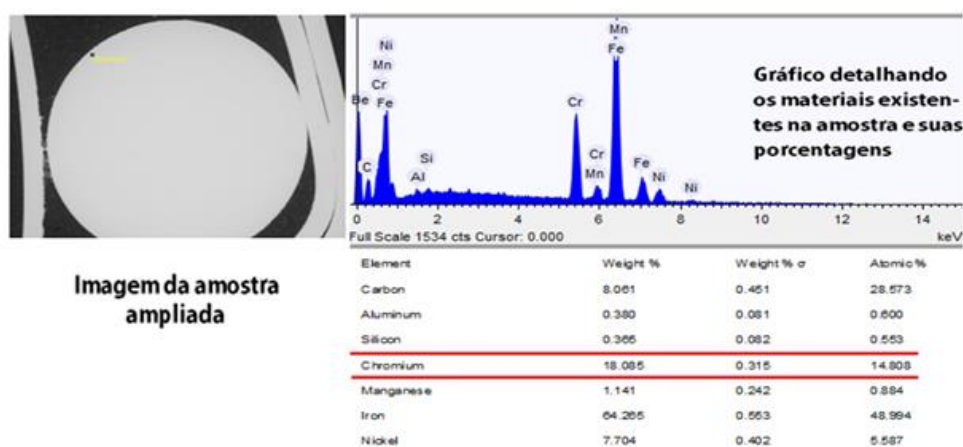 Ni
Mn
Cr
Fe
Be
C
Al
Si
Cr
Cr
Mn
Mn
Fe
Fe
Ni
Ni
Gráfico detalhando
os materiais existen-
tes na amostra e suas
porcentagens
0 2 4 6 8 10 12 14
Full Scale 1534 cts Cursor: 0.000 keV
Imagem da amostra
ampliada
Element Weight % Weight % σ Atomic %
Carbon 8.061 0.451 28.573
Aluminum 0.380 0.081 0.600
Silicon 0.365 0.082 0.553
Chromium 18.085 0.315 14.808
Manganese 1.141 0.242 0.884
Iron 64.265 0.553 48.994
Nickel 7.704 0.402 5.587